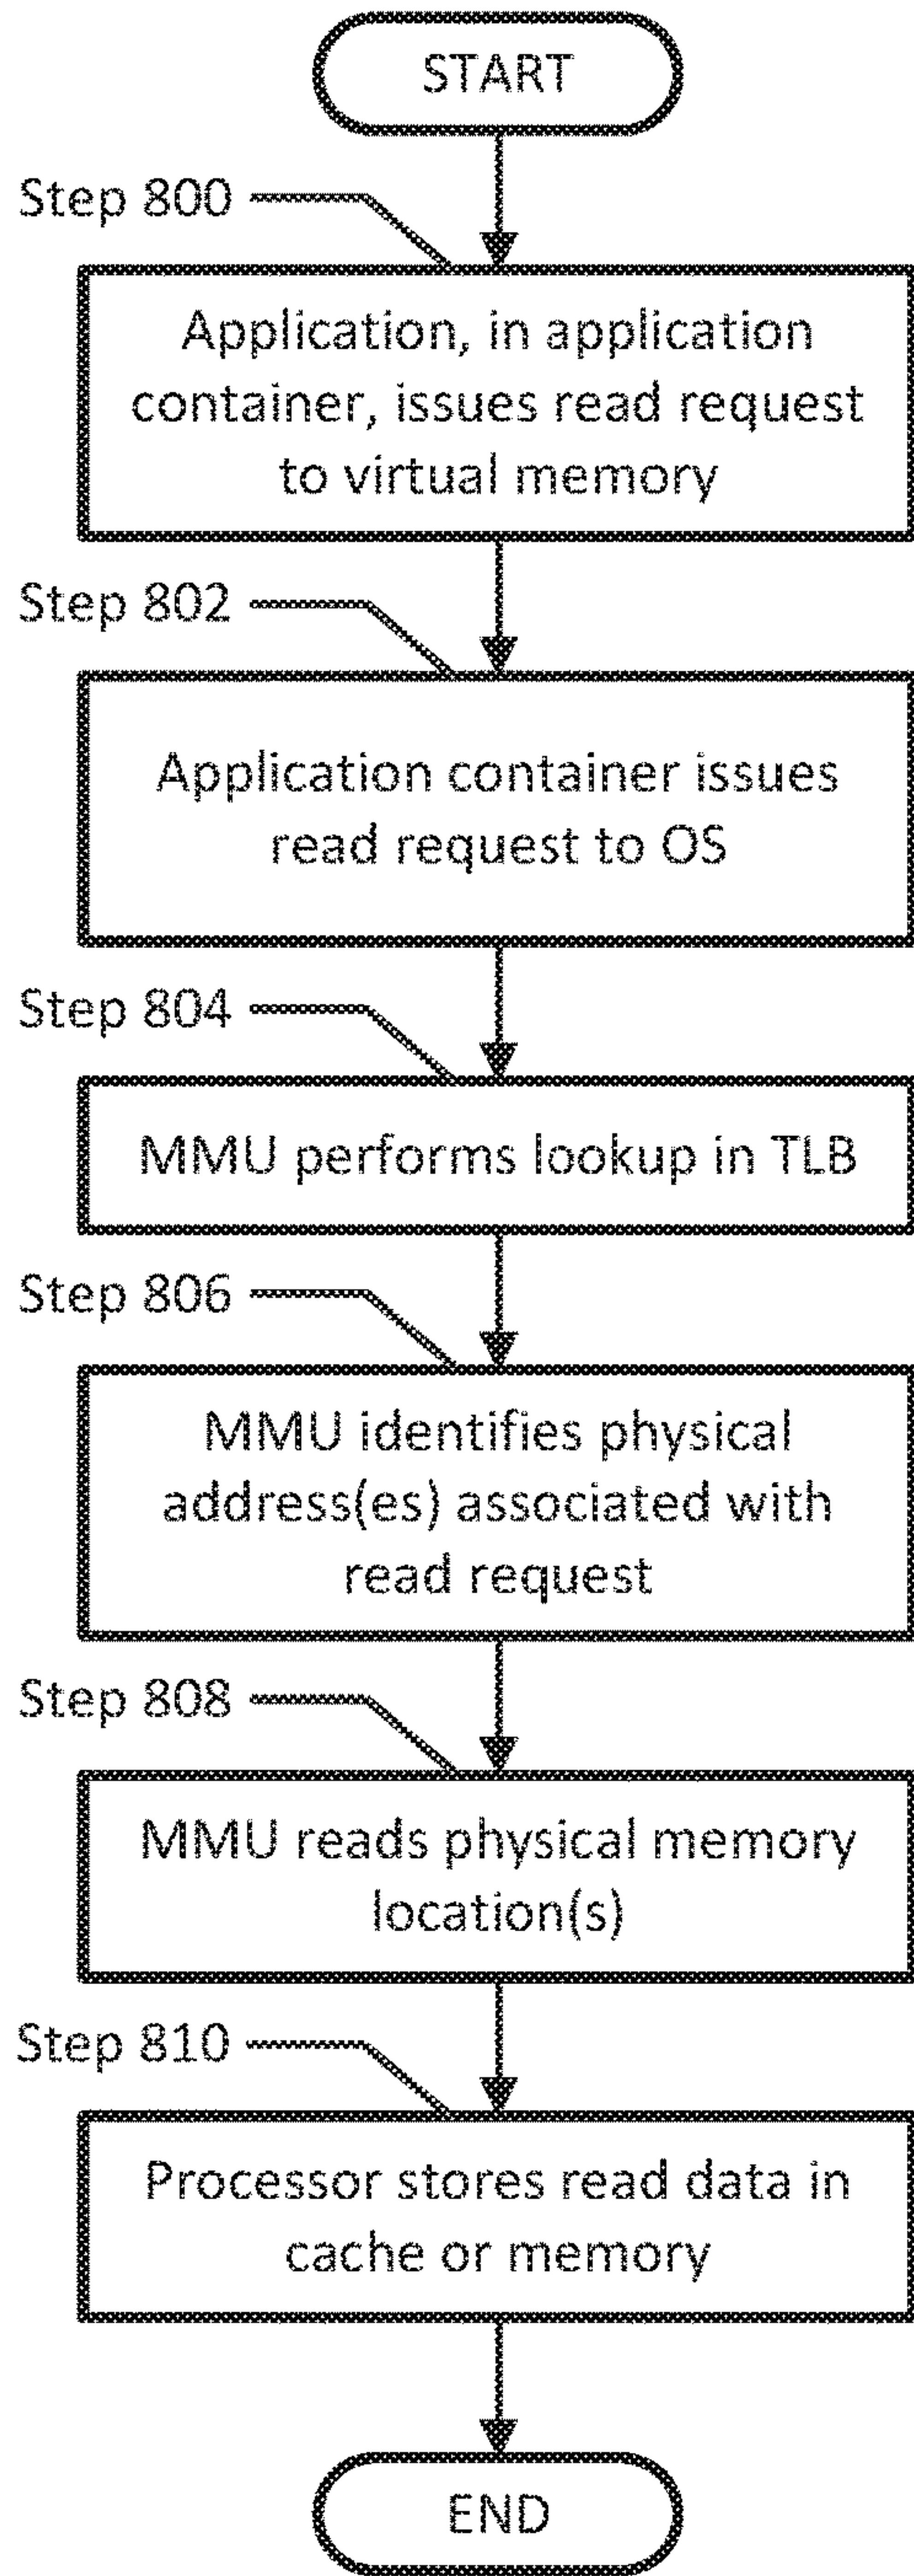 START
Step 800
Application, in application
container, issues read request
to virtual memory
Step 802
Application container issues
read request to OS
Step 804
MMU performs lookup in TLB
Step 806
MMU identifies physical
address(es) associated with
read request
Step 808
MMU reads physical memory
location(s)
Step 810
Processor stores read data in
cache or memory
END